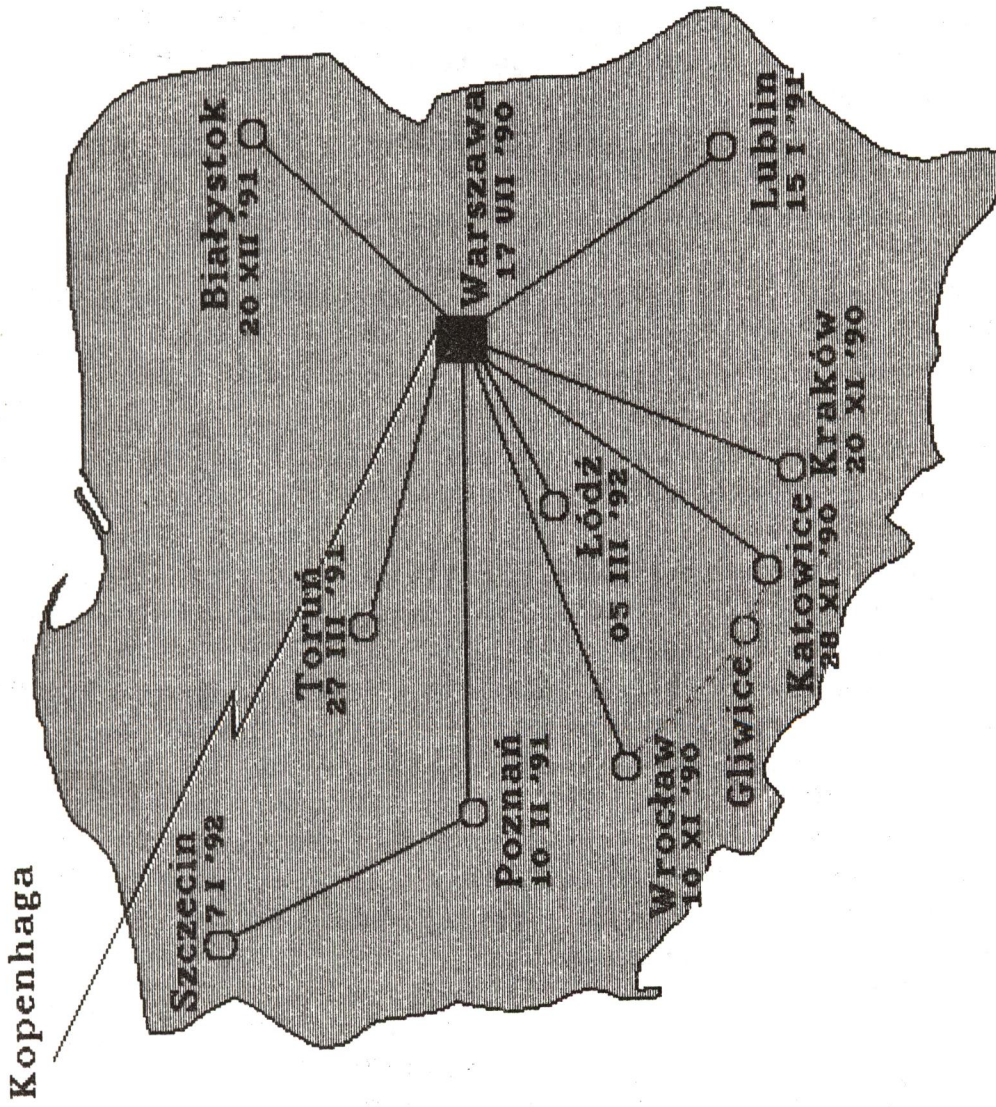 Kopenhaga
Szczecin
7 I '92
Toruń
27 III '91
Białystok
20 XII '91
Poznań
10 II '91
Warszawa
17 VII '90
Łódź
05 III '92
Wrocław
10 XI '90
Gliwice
Katowice
28 XI '90
Kraków
20 XI '90
Lublin
15 I '91